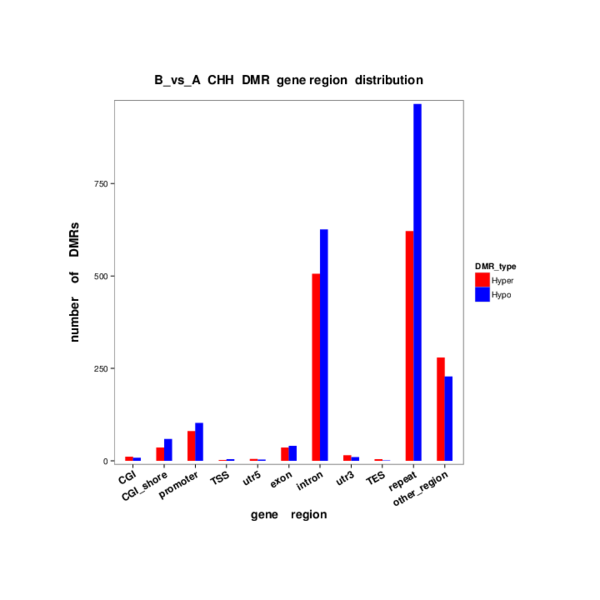 B_vs_A CHH DMR gene region distribution
number of DMRs
750
500
250
0
DMR_type
Hyper
Hypo
CGI
CGI_shore
promoter
TSS
utr5
exon
intron
utr3
TES
repeat
other_region
gene region